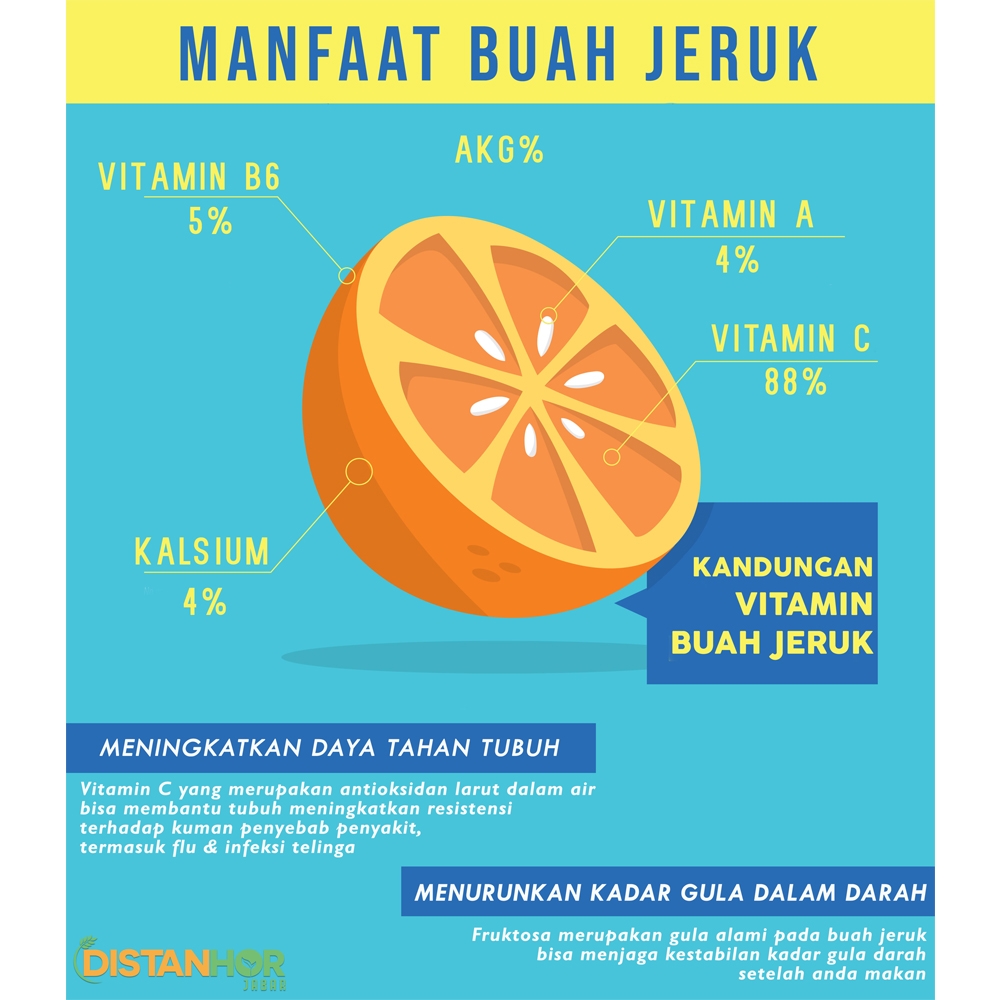 MANFAAT BUAH JERUK
AKG%
VITAMIN B6
5%
VITAMIN A
4%
VITAMIN C
88%
KALSIUM
4%
KANDUNGAN
VITAMIN
BUAH JERUK
MENINGKATKAN DAYA TAHAN TUBUH
Vitamin C yang merupakan antioksidan larut dalam air
bisa membantu tubuh meningkatkan resistensi
terhadap kuman penyebab penyakit,
termasuk flu & infeksi telinga
MENURUNKAN KADAR GULA DALAM DARAH
Fruktosa merupakan gula alami pada buah jeruk
bisa menjaga kestabilan kadar gula darah
setelah anda makan
DISTANHOR
JABAR